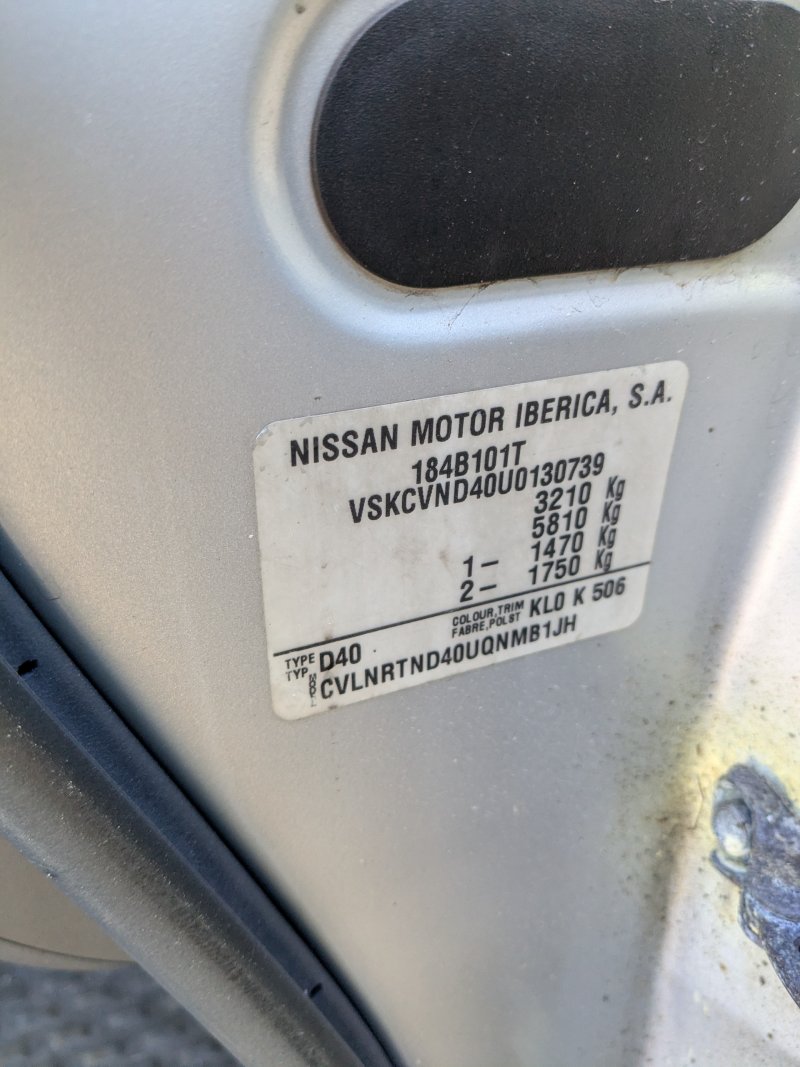 NISSAN MOTOR IBERICA, S.A.
184B101T
VSKCVND40U0130739
3210 Kg
5810 Kg
1- 1470 Kg
2- 1750 Kg
TYPE TYP. D40 COLOUR,TRIM FABRE,POLST KL0 K 506
MODEL CVLNRTND40UQNMB1JH